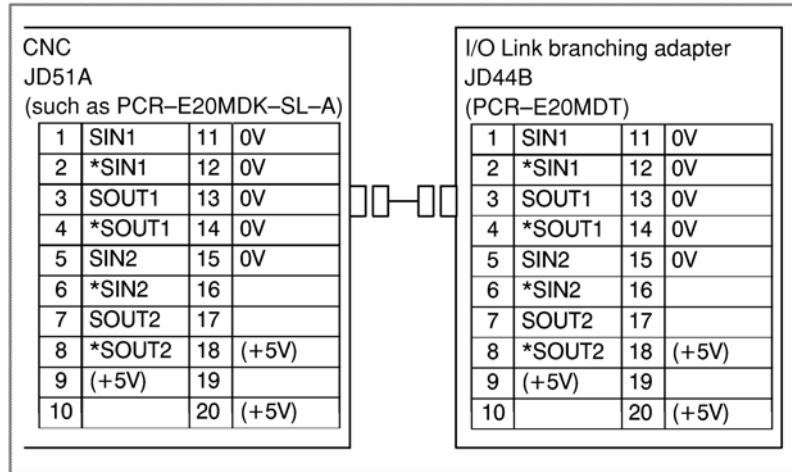 CNC
JD51A
(such as PCR–E20MDK–SL–A)
1 SIN1 11 0V
2 *SIN1 12 0V
3 SOUT1 13 0V
4 *SOUT1 14 0V
5 SIN2 15 0V
6 *SIN2 16
7 SOUT2 17
8 *SOUT2 18 (+5V)
9 (+5V) 19
10 20 (+5V)
I/O Link branching adapter
JD44B
(PCR–E20MDT)
1 SIN1 11 0V
2 *SIN1 12 0V
3 SOUT1 13 0V
4 *SOUT1 14 0V
5 SIN2 15 0V
6 *SIN2 16
7 SOUT2 17
8 *SOUT2 18 (+5V)
9 (+5V) 19
10 20 (+5V)